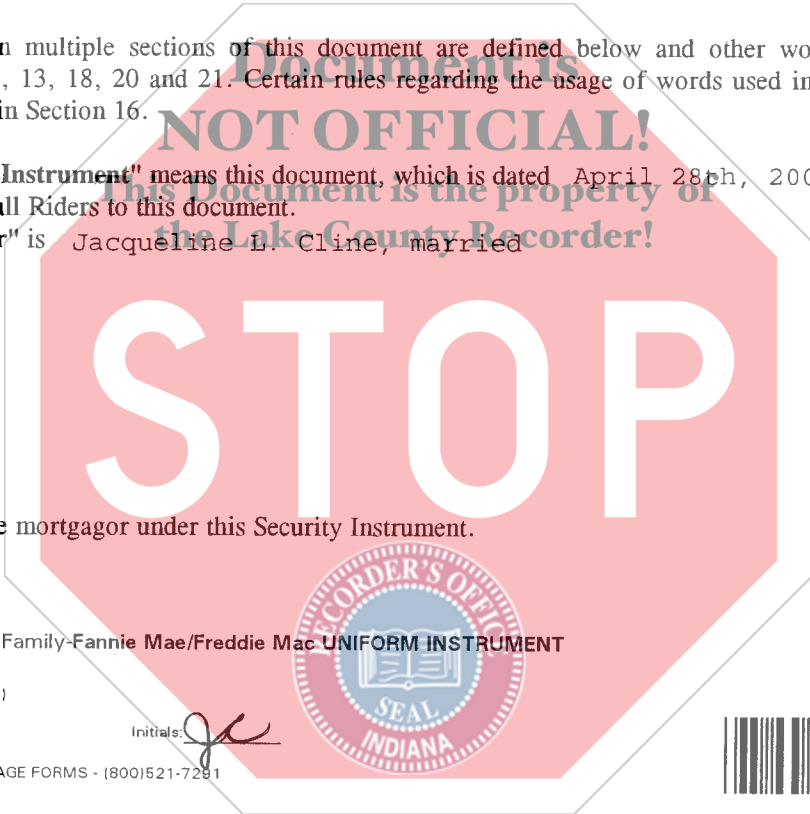 n multiple sections of this document are defined below and other wo
, 13, 18, 20 and 21. Certain rules regarding the usage of words used in
in Section 16.
Document is
NOT OFFICIAL!
This Document is the property of
the Lake County Recorder!
Instrument" means this document, which is dated April 28th, 200
ll Riders to this document.
r" is Jacqueline L. Cline, married
STOP
e mortgagor under this Security Instrument.
RECORDER'S OFFICE
SEAL
INDIANA
Family-Fannie Mae/Freddie Mac UNIFORM INSTRUMENT
)
Initials: JC
AGE FORMS - (800)521-7291